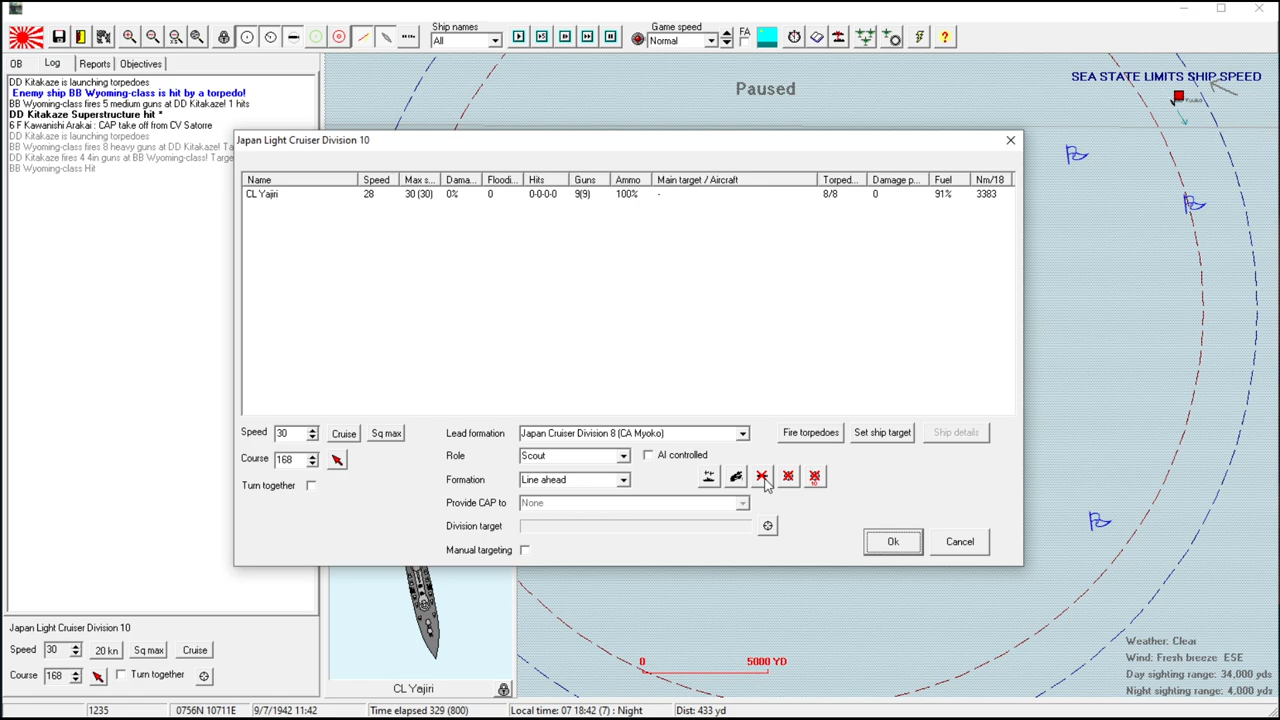 Ship names
Game speed
All
Normal
FA
OB Log Reports Objectives
DD Kitakaze is launching torpedoes
Enemy ship BB Wyoming-class is hit by a torpedo!
BB Wyoming-class fires 5 medium guns at DD Kitakaze! 1 hits
DD Kitakaze Superstructure hit *
6 F Kawanishi Arakai : CAP take off from CV Satorre
DD Kitakaze is launching torpedoes
BB Wyoming-class fires 8 heavy guns at DD Kitakaze! Ta
DD Kitakaze fires 4 4in guns at BB Wyoming-class! Targe
BB Wyoming-class Hit
Paused
SEA STATE LIMITS SHIP SPEED
Japan Light Cruiser Division 10
Name Speed Max s... Dama... Floodi... Hits Guns Ammo Main target / Aircraft Torped... Damage p... Fuel Nm/18
CL Yajiri 28 30 (30) 0% 0 0-0-0-0 9(9) 100% - 8/8 0 91% 3383
Speed 30 Cruise Sq max
Course 168
Turn together
Lead formation Japan Cruiser Division 8 (CA Myoko)
Role Scout AI controlled
Formation Line ahead
Provide CAP to None
Division target
Manual targeting
Fire torpedoes Set ship target Ship details
10
Ok Cancel
Japan Light Cruiser Division 10
Speed 30 20 kn Sq max Cruise
Course 168 Turn together
CL Yajiri
0 5000 YD
Weather: Clear
Wind: Fresh breeze ESE
Day sighting range: 34,000 yds
Night sighting range: 4,000 yds
1235 0756N 10711E 9/7/1942 11:42 Time elapsed 329 (800) Local time: 07 18:42 (7) : Night Dist: 433 yd